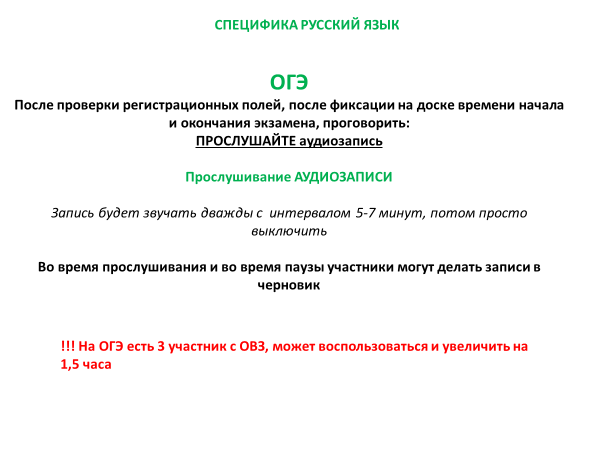 СПЕЦИФИКА РУССКИЙ ЯЗЫК
ОГЭ
После проверки регистрационных полей, после фиксации на доске времени начала
и окончания экзамена, проговорить:
ПРОСЛУШАЙТЕ аудиозапись
Прослушивание АУДИОЗАПИСИ
Запись будет звучать дважды с интервалом 5-7 минут, потом просто
выключить
Во время прослушивания и во время паузы участники могут делать записи в
черновик
!!! На ОГЭ есть 3 участник с ОВЗ, может воспользоваться и увеличить на
1,5 часа